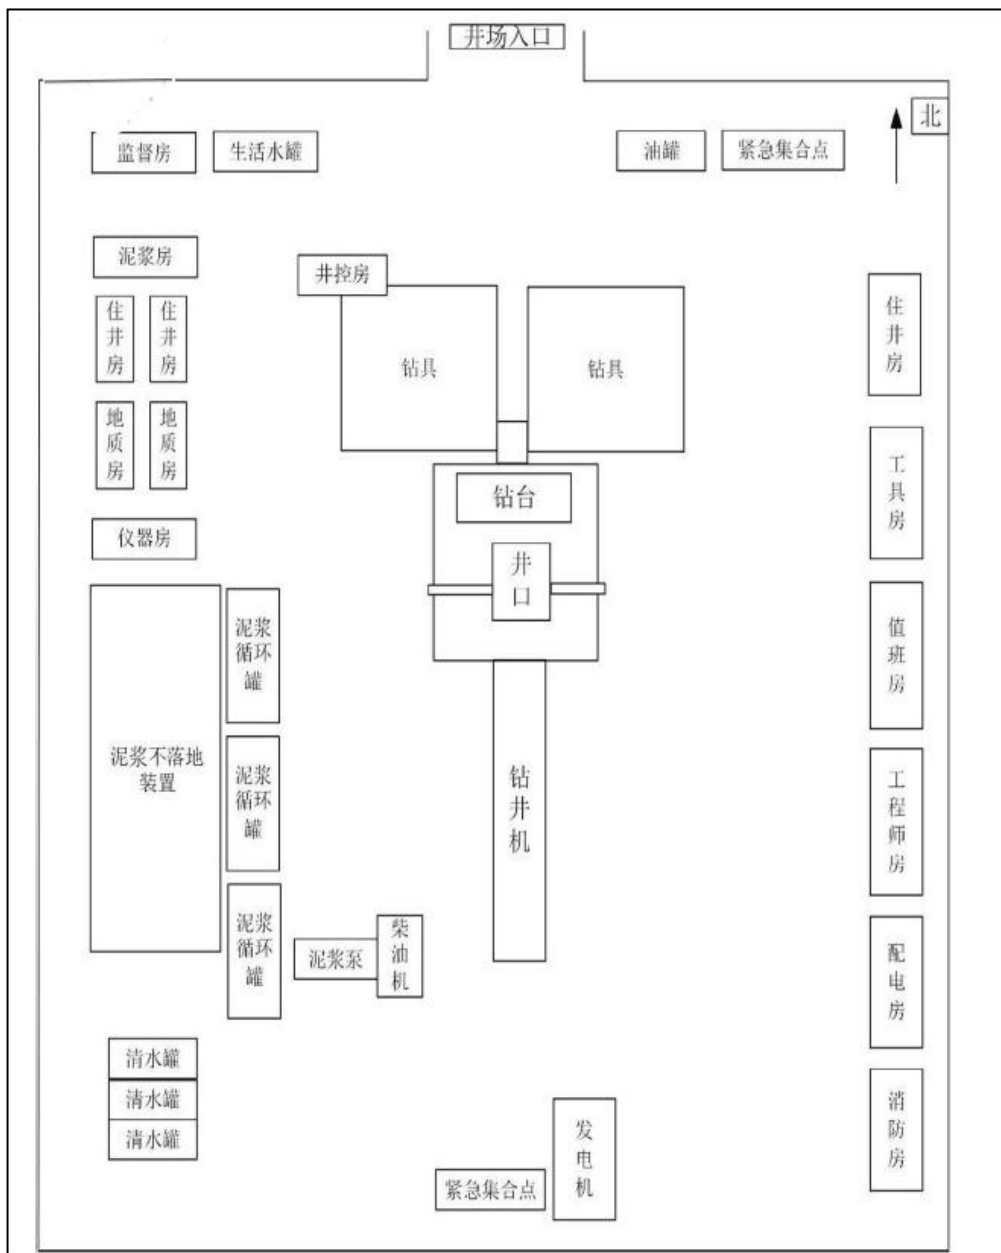 井场入口
北
监督房
生活水罐
油罐
紧急集合点
泥浆房
井控房
住井房
住井房
钻具
钻具
住井房
地质房
地质房
工具房
钻台
仪器房
井口
泥浆
循环
罐
值班房
泥浆不落地
装置
泥浆
循环
罐
钻井机
工程师房
泥浆
循环
罐
泥浆泵
柴油机
配电房
清水罐
清水罐
清水罐
消防房
发电机
紧急集合点